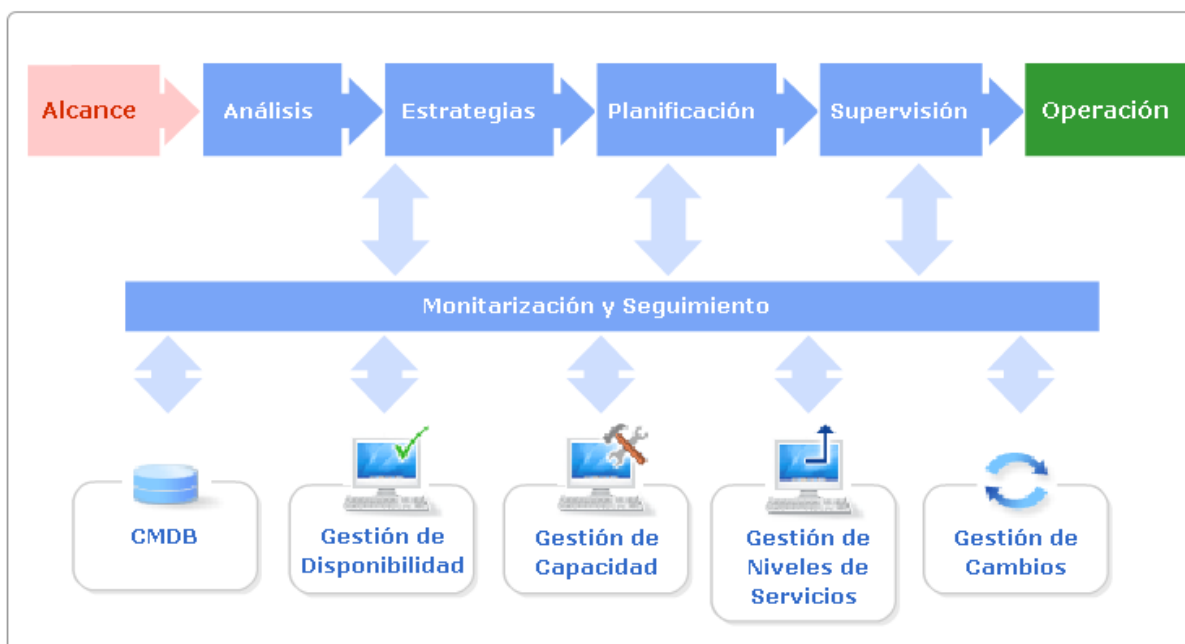 Alcance
Análisis
Estrategias
Planificación
Supervisión
Operación
Monitarización y Seguimiento
CMDB
Gestión de
Disponibilidad
Gestión de
Capacidad
Gestión de
Niveles de
Servicios
Gestión de
Cambios